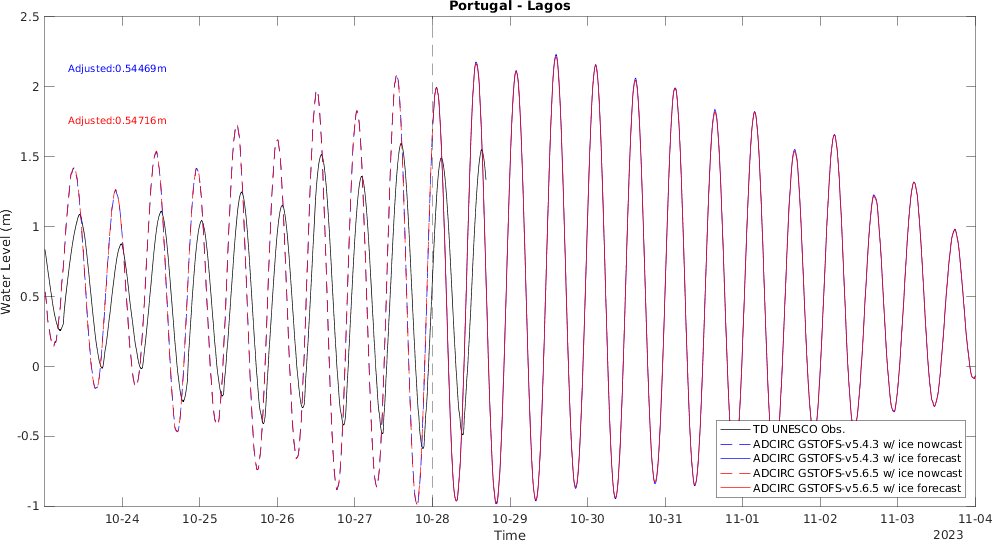 Portugal - Lagos
2.5
2
1.5
1
0.5
0
-0.5
-1
Water Level (m)
Adjusted:0.54469m
Adjusted:0.54716m
TD UNESCO Obs.
ADCIRC GSTOFS-v5.4.3 w/ ice nowcast
ADCIRC GSTOFS-v5.4.3 w/ ice forecast
ADCIRC GSTOFS-v5.6.5 w/ ice nowcast
ADCIRC GSTOFS-v5.6.5 w/ ice forecast
10-24 10-25 10-26 10-27 10-28 10-29 10-30 10-31 11-01 11-02 11-03 11-04
Time
2023